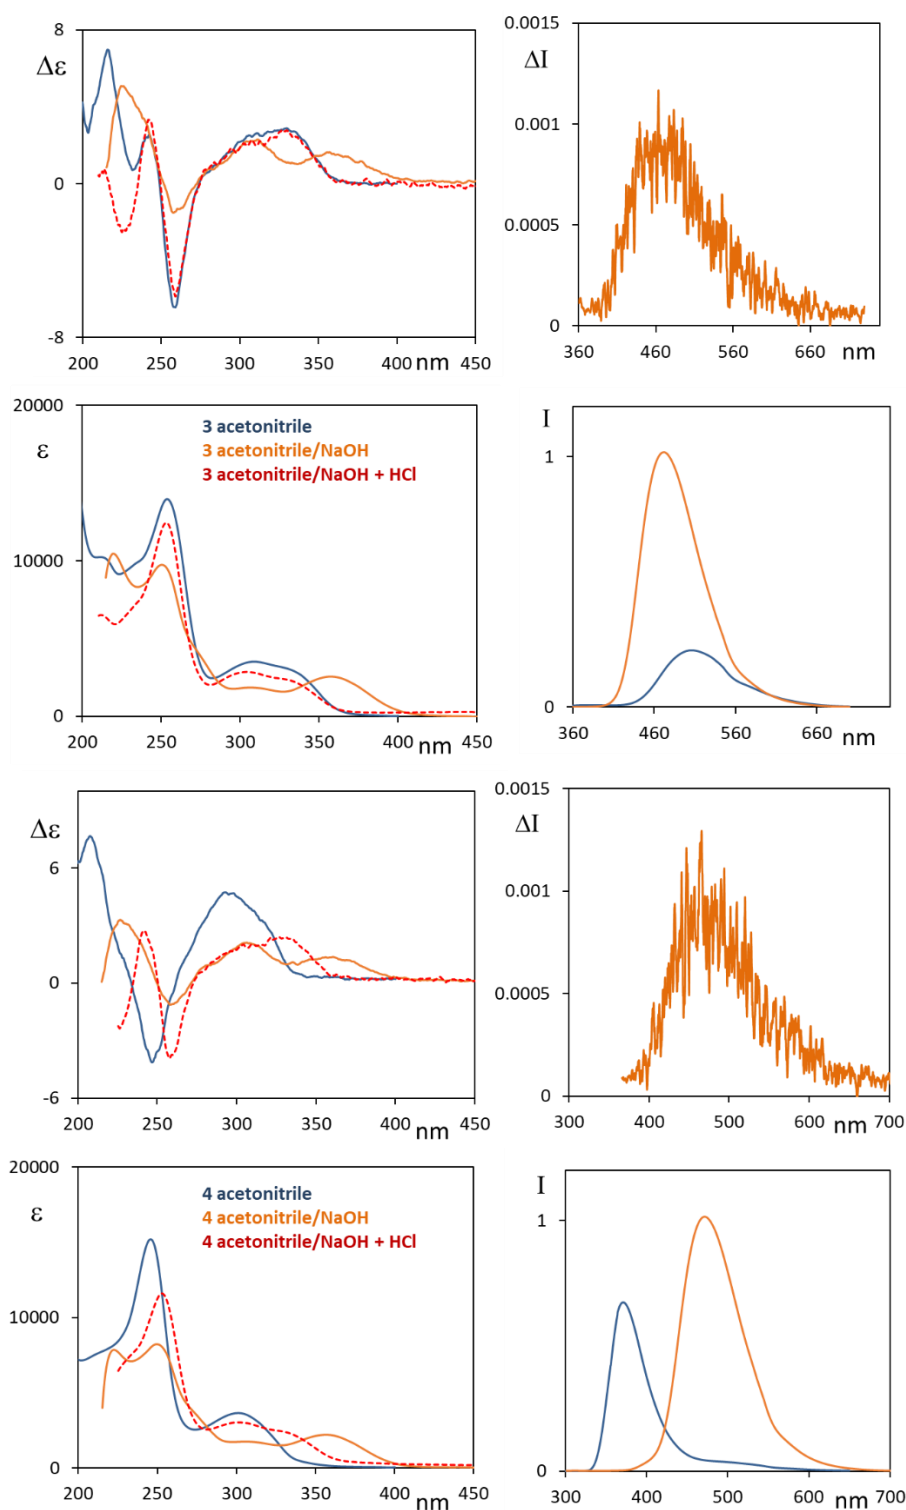 8
Δε
0
-8
200 250 300 350 400 450
nm
0.0015
ΔI
0.001
0.0005
0
360 460 560 660 nm
20000
ε
3 acetonitrile
3 acetonitrile/NaOH
3 acetonitrile/NaOH + HCl
10000
0
200 250 300 350 400 450
nm
I
1
0
360 460 560 660 nm
Δε
6
0
-6
200 250 300 350 400 450
nm
0.0015
ΔI
0.001
0.0005
0
300 400 500 600 700
nm
20000
ε
4 acetonitrile
4 acetonitrile/NaOH
4 acetonitrile/NaOH + HCl
10000
0
200 250 300 350 400 450
nm
I
1
0
300 400 500 600 700
nm